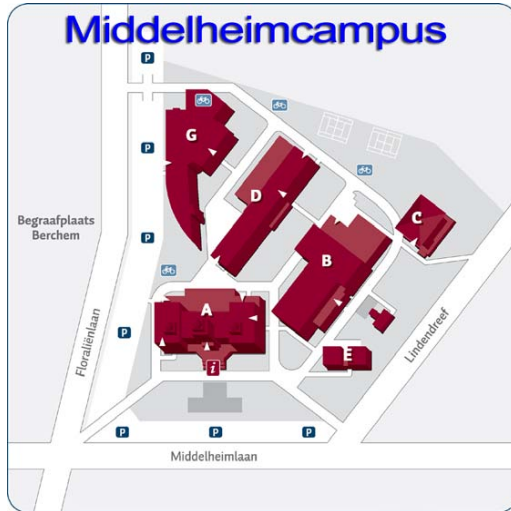 Middelheimcampus
P
G
P
D
C
Begraafplaats
Berchem
P
B
A
Floraliënlaan
P
E
Lindendreef
i
P
P
P
Middelheimlaan